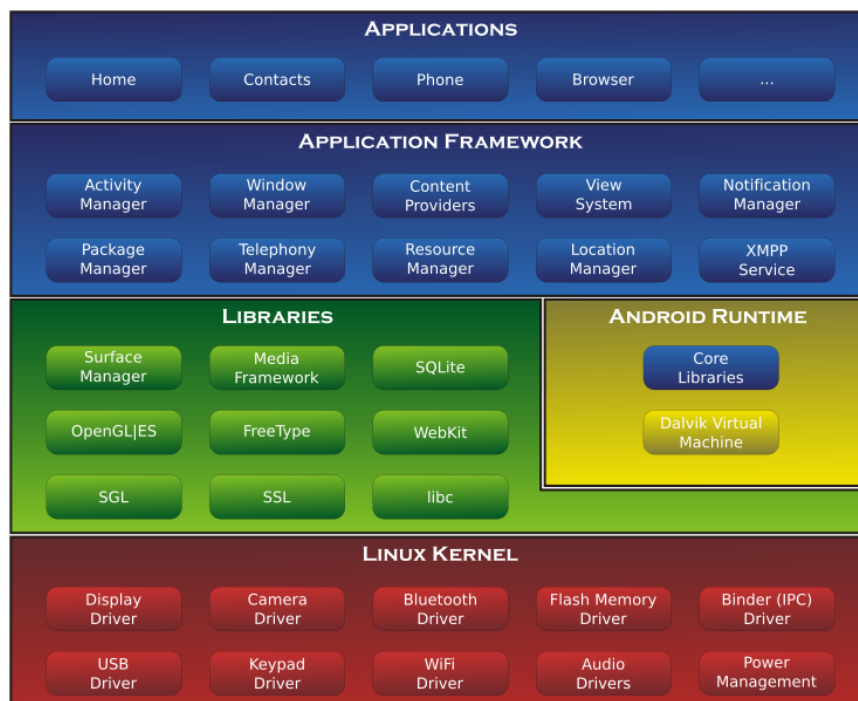 APPLICATIONS
Home
Contacts
Phone
Browser
...
APPLICATION FRAMEWORK
Activity
Manager
Window
Manager
Content
Providers
View
System
Notification
Manager
Package
Manager
Telephony
Manager
Resource
Manager
Location
Manager
XMPP
Service
LIBRARIES
Surface
Manager
Media
Framework
SQLite
OpenGL|ES
FreeType
WebKit
SGL
SSL
libc
ANDROID RUNTIME
Core
Libraries
Dalvik Virtual
Machine
LINUX KERNEL
Display
Driver
Camera
Driver
Bluetooth
Driver
Flash Memory
Driver
Binder (IPC)
Driver
USB
Driver
Keypad
Driver
WiFi
Driver
Audio
Drivers
Power
Management